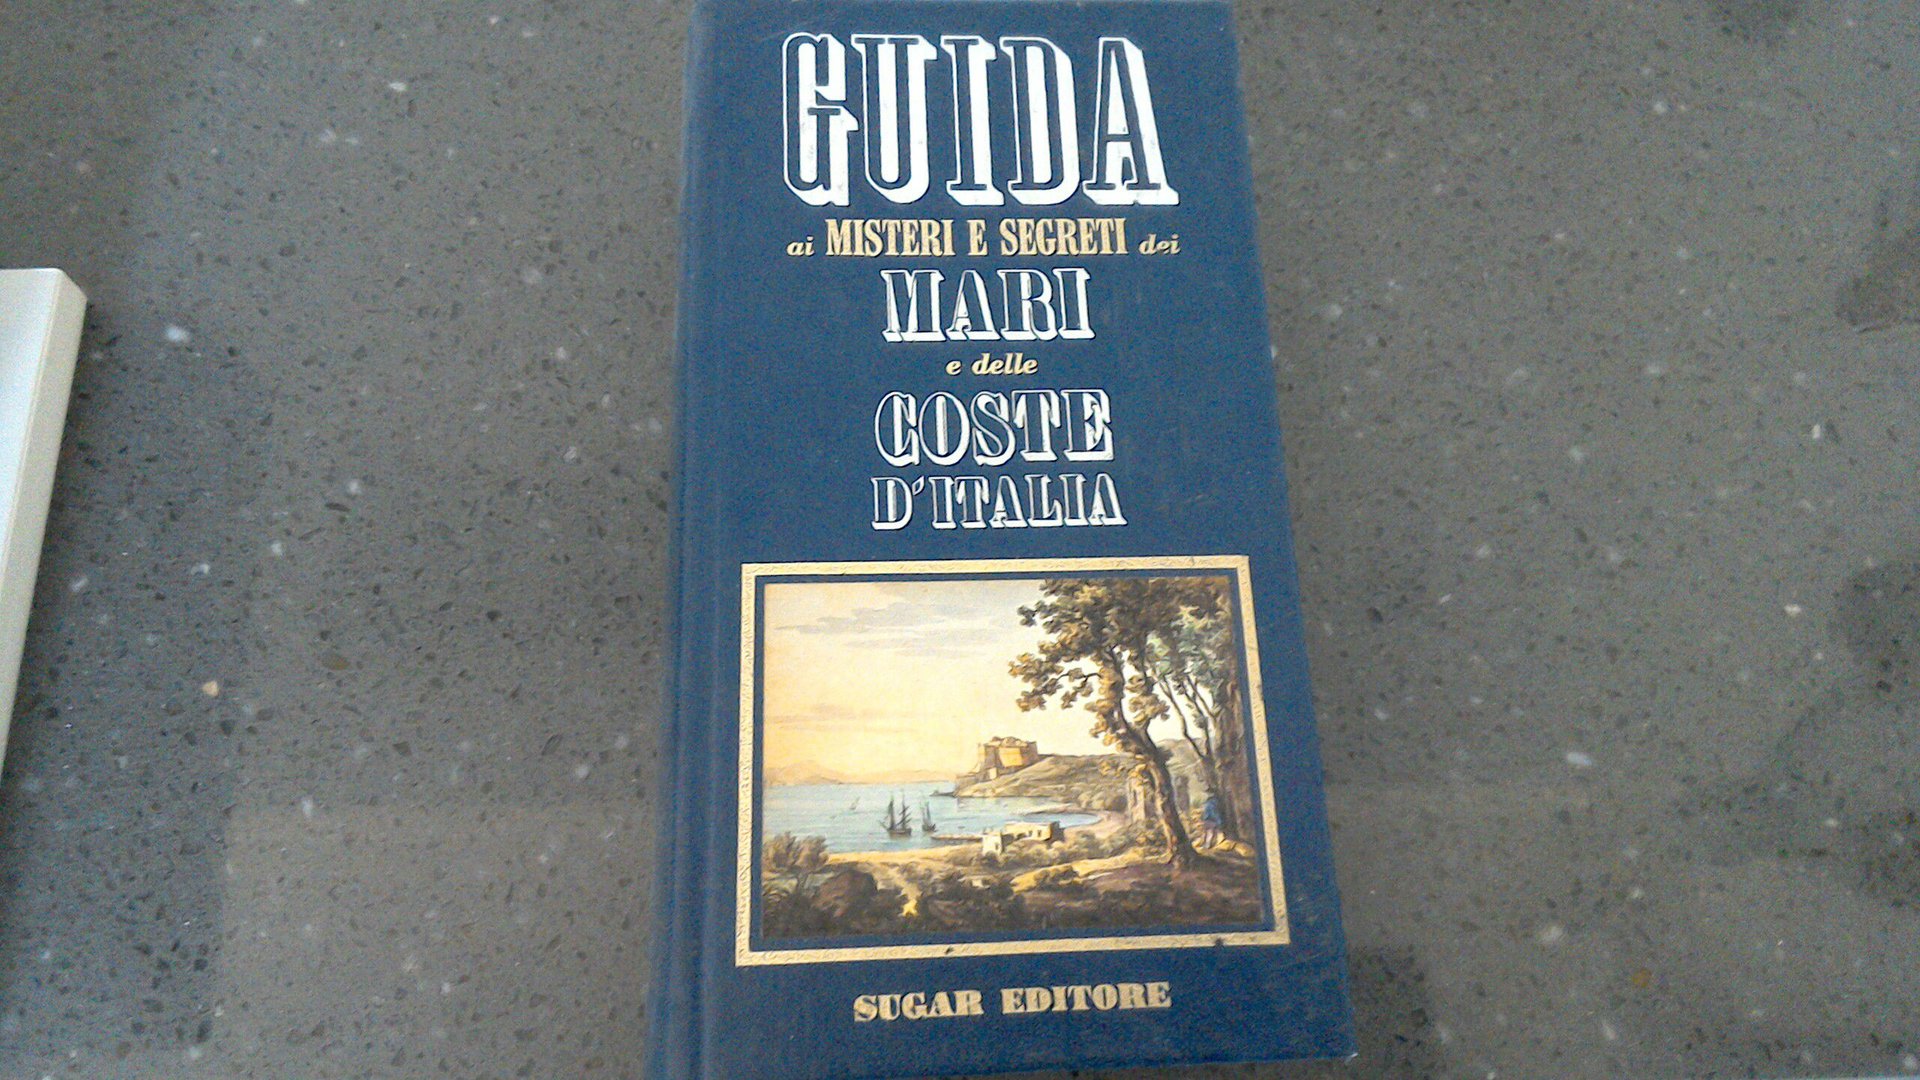 GUIDA
ai MISTERI E SEGRETI dei
MARI
e delle
COSTE
D'ITALIA
SUGAR EDITORE